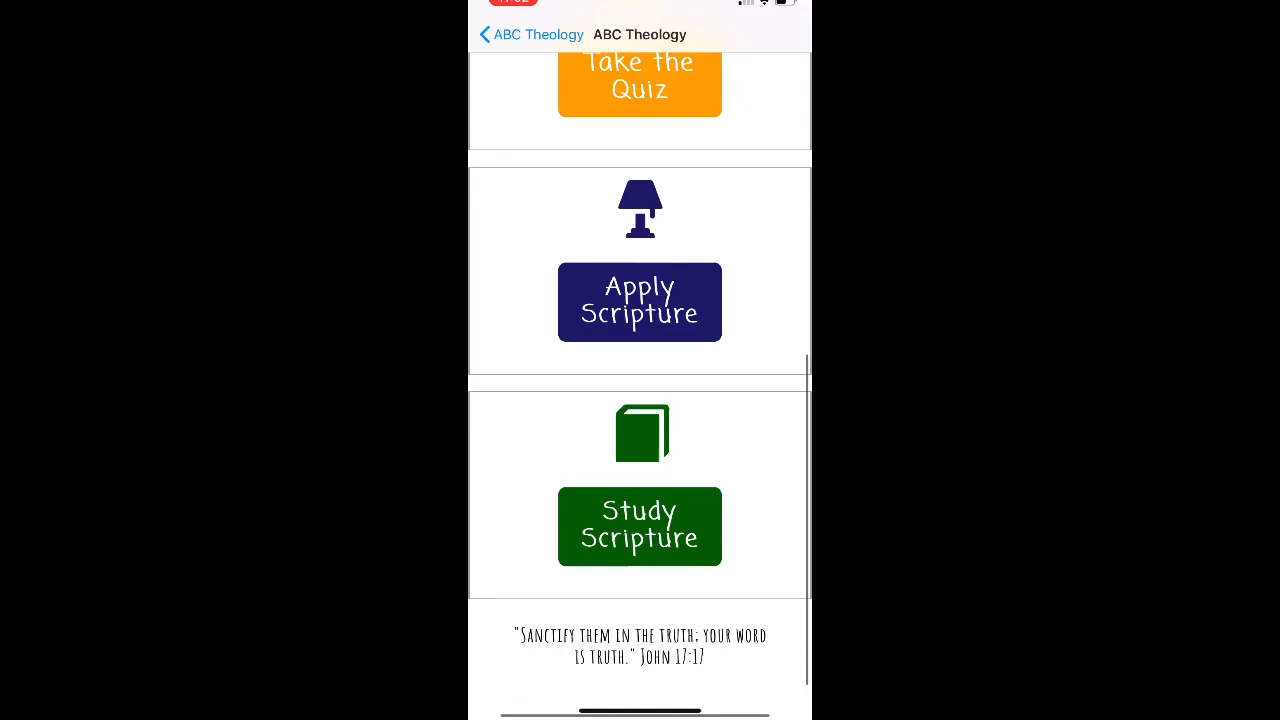 ABC Theology ABC Theology
Take the
Quiz
Apply
Scripture
Study
Scripture
"Sanctify them in the truth; your word
is truth." John 17:17